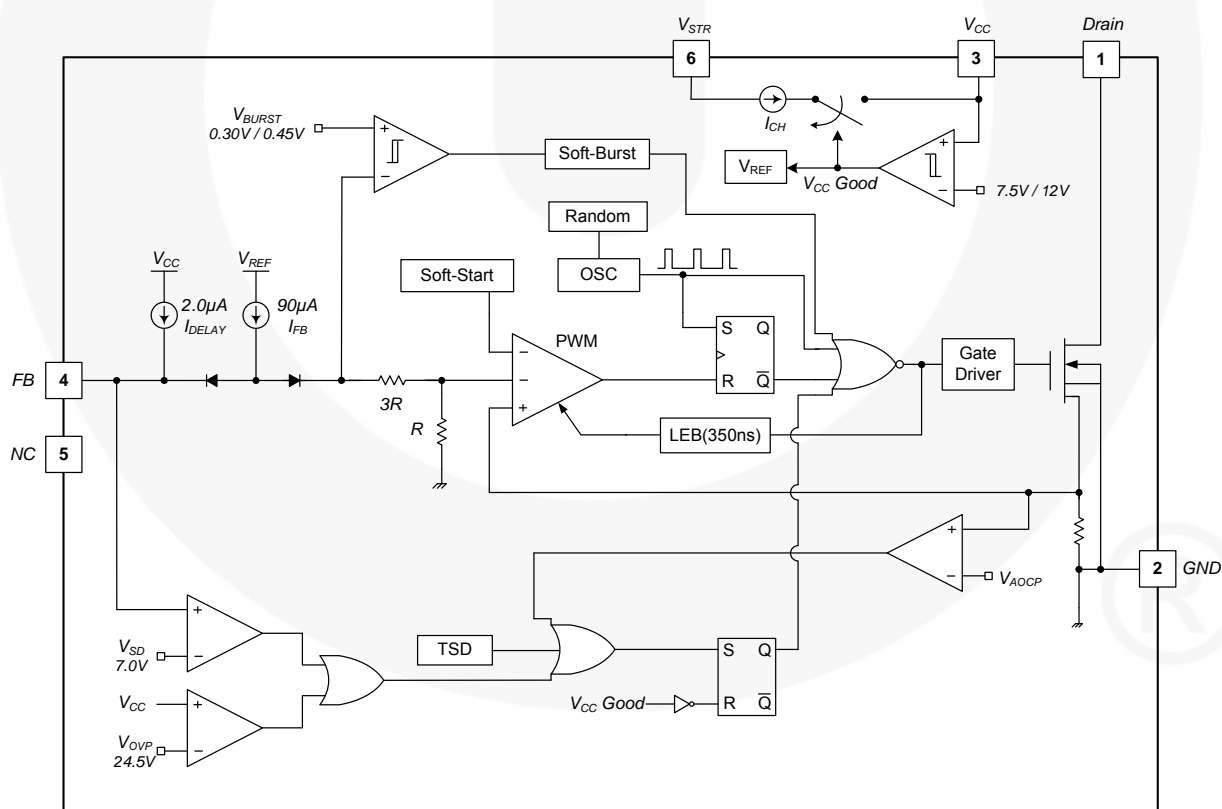 VSTR
VCC
Drain
6
3
1
VBURST
0.30V / 0.45V
+
−
Soft-Burst
ICH
VREF
VCC Good
+
−
7.5V / 12V
Random
OSC
Soft-Start
VCC
VREF
2.0µA
IDELAY
90µA
IFB
PWM
−
−
+
S Q
R Q
Gate
Driver
FB
4
3R
R
LEB(350ns)
NC
5
+
−
VAOCP
2
GND
R
VSD
7.0V
+
−
TSD
S Q
R Q
VCC Good
VCC
+
VOVP
24.5V
−